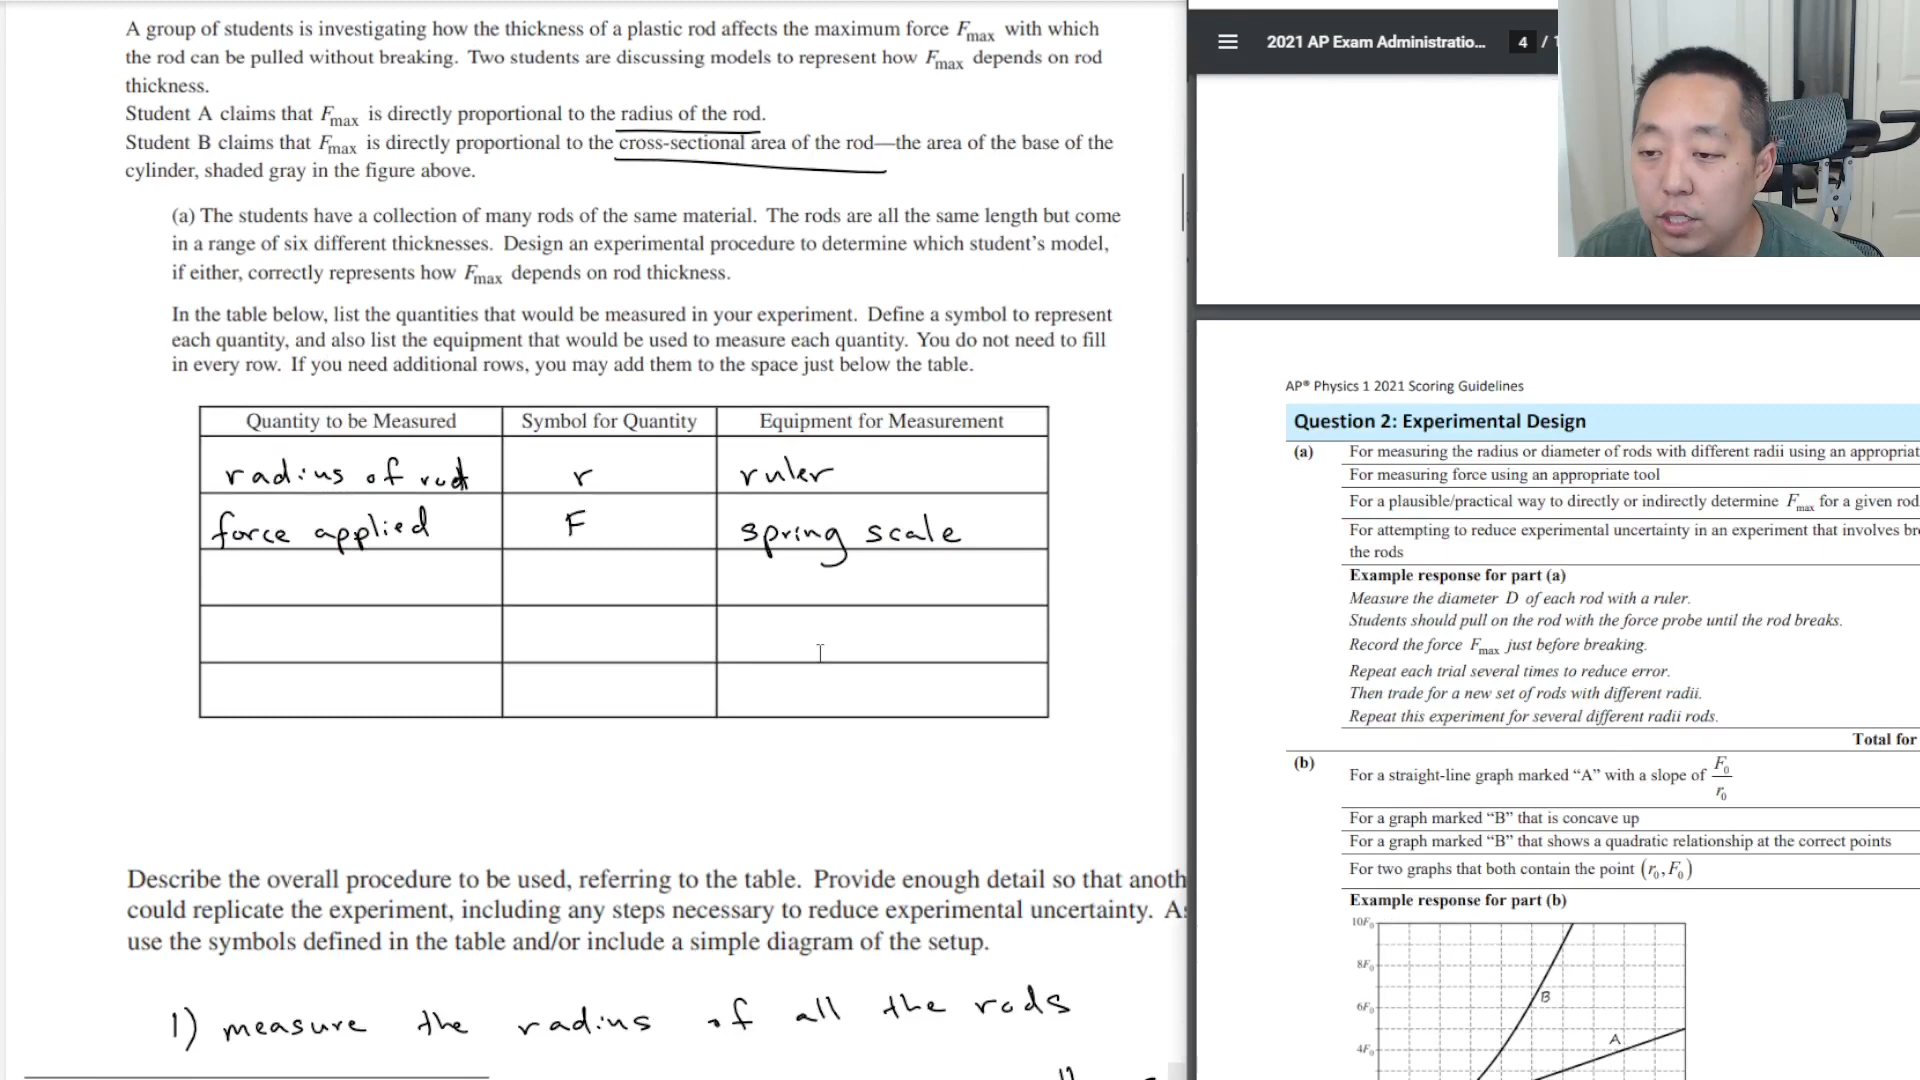 A group of students is investigating how the thickness of a plastic rod affects the maximum force Fmax with which
the rod can be pulled without breaking. Two students are discussing models to represent how Fmax depends on rod
thickness.
Student A claims that Fmax is directly proportional to the radius of the rod.
Student B claims that Fmax is directly proportional to the cross-sectional area of the rod—the area of the base of the
cylinder, shaded gray in the figure above.
(a) The students have a collection of many rods of the same material. The rods are all the same length but come
in a range of six different thicknesses. Design an experimental procedure to determine which student's model,
if either, correctly represents how Fmax depends on rod thickness.
In the table below, list the quantities that would be measured in your experiment. Define a symbol to represent
each quantity, and also list the equipment that would be used to measure each quantity. You do not need to fill
in every row. If you need additional rows, you may add them to the space just below the table.
Quantity to be Measured Symbol for Quantity Equipment for Measurement
radius of rod r ruler
force applied F spring scale
Describe the overall procedure to be used, referring to the table. Provide enough detail so that anoth
could replicate the experiment, including any steps necessary to reduce experimental uncertainty. As
use the symbols defined in the table and/or include a simple diagram of the setup.
1) measure the radius of all the rods
2021 AP Exam Administratio... 4 / 1
AP® Physics 1 2021 Scoring Guidelines
Question 2: Experimental Design
(a) For measuring the radius or diameter of rods with different radii using an appropriat
For measuring force using an appropriate tool
For a plausible/practical way to directly or indirectly determine Fmax for a given rod
For attempting to reduce experimental uncertainty in an experiment that involves bre
the rods
Example response for part (a)
Measure the diameter D of each rod with a ruler.
Students should pull on the rod with the force probe until the rod breaks.
Record the force Fmax just before breaking.
Repeat each trial several times to reduce error.
Then trade for a new set of rods with different radii.
Repeat this experiment for several different radii rods.
Total for
(b) For a straight-line graph marked “A” with a slope of F0/r0
For a graph marked “B” that is concave up
For a graph marked “B” that shows a quadratic relationship at the correct points
For two graphs that both contain the point (r0, F0)
Example response for part (b)
10F0
8F0
B
6F0
A
4F0